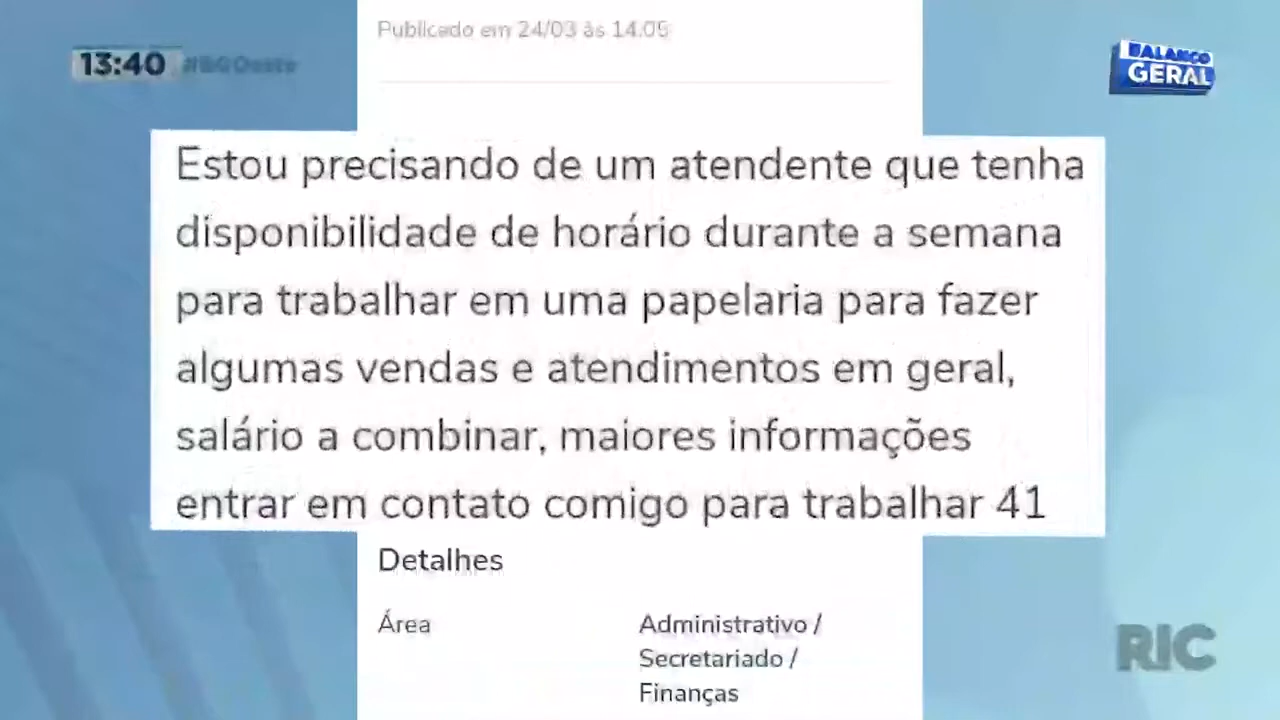 Publicado em 24/03 às 14:05
13:40 #BGOeste
BALANÇO
GERAL
Estou precisando de um atendente que tenha
disponibilidade de horário durante a semana
para trabalhar em uma papelaria para fazer
algumas vendas e atendimentos em geral,
salário a combinar, maiores informações
entrar em contato comigo para trabalhar 41
Detalhes
Área Administrativo /
Secretariado /
Finanças
RIC